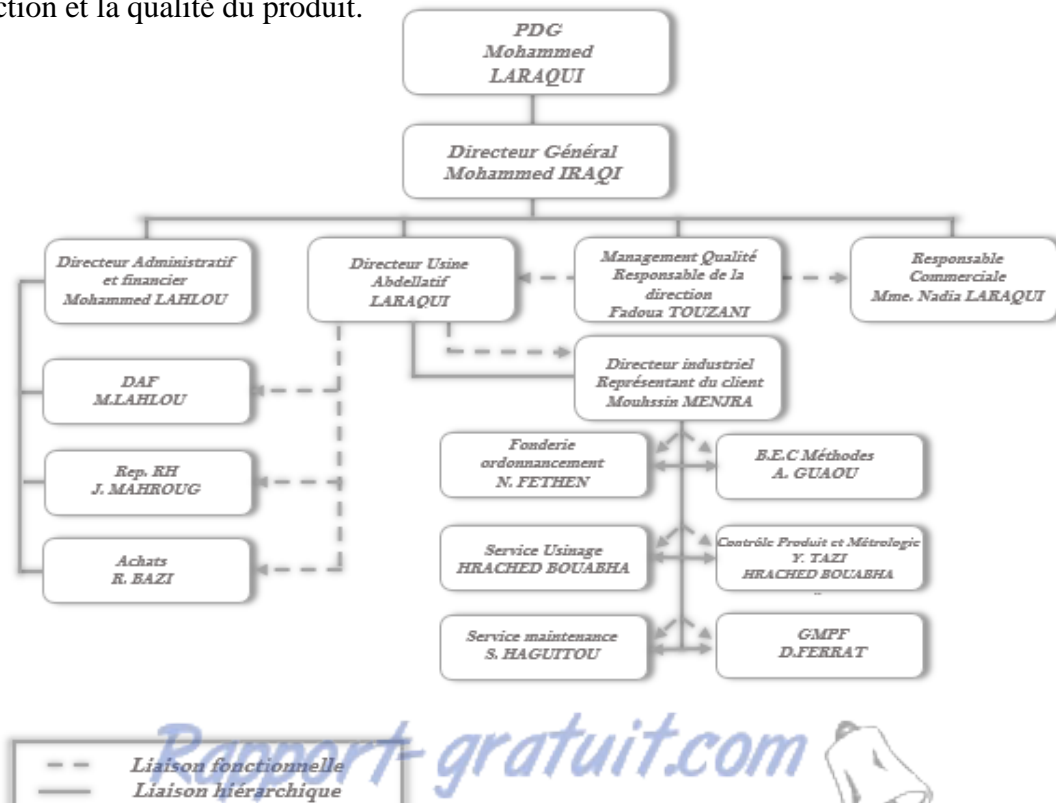 ction et la qualité du produit.
PDG
Mohammed
LARAQUI
Directeur Général
Mohammed IRAQI
Directeur Administratif
et financier
Mohammed LAHLOU
Directeur Usine
Abdellatif
LARAQUI
Management Qualité
Responsable de la
direction
Fadoua TOUZANI
Responsable
Commerciale
Mme. Nadia LARAQUI
Directeur industriel
Représentant du client
Mouhssin MENJRA
DAF
M.LAHLOU
Rep. RH
J. MAHROUG
Achats
R. BAZI
Fonderie
ordonnancement
N. FETHEN
B.E.C Méthodes
A. GUAOU
Service Usinage
HRACHED BOUABHA
Contrôle Produit et Métrologie
Y. TAZI
HRACHED BOUABHA
Service maintenance
S. HAGUITOU
GMPF
D.FERRAT
Rapport-gratuit.com
Liaison fonctionnelle
Liaison hiérarchique